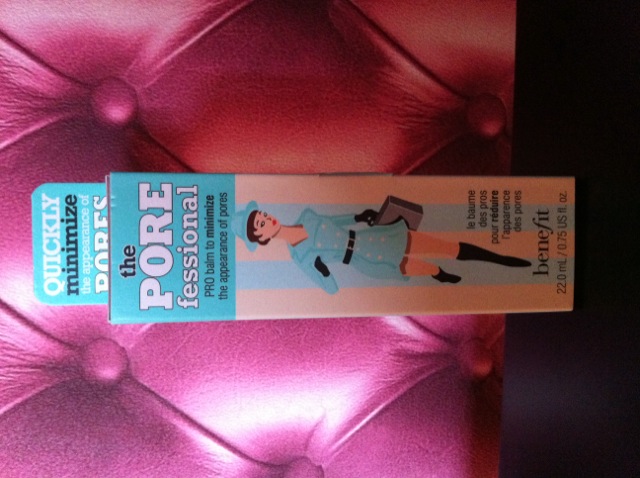 QUICKLY
minimize
the appearance of
PORES
the
PORE
fessional
PRO balm to minimize
the appearance of pores
le baume
des pros
pour réduire
l'apparence
des pores
benefit
22.0 mL / 0.75 US fl. oz.